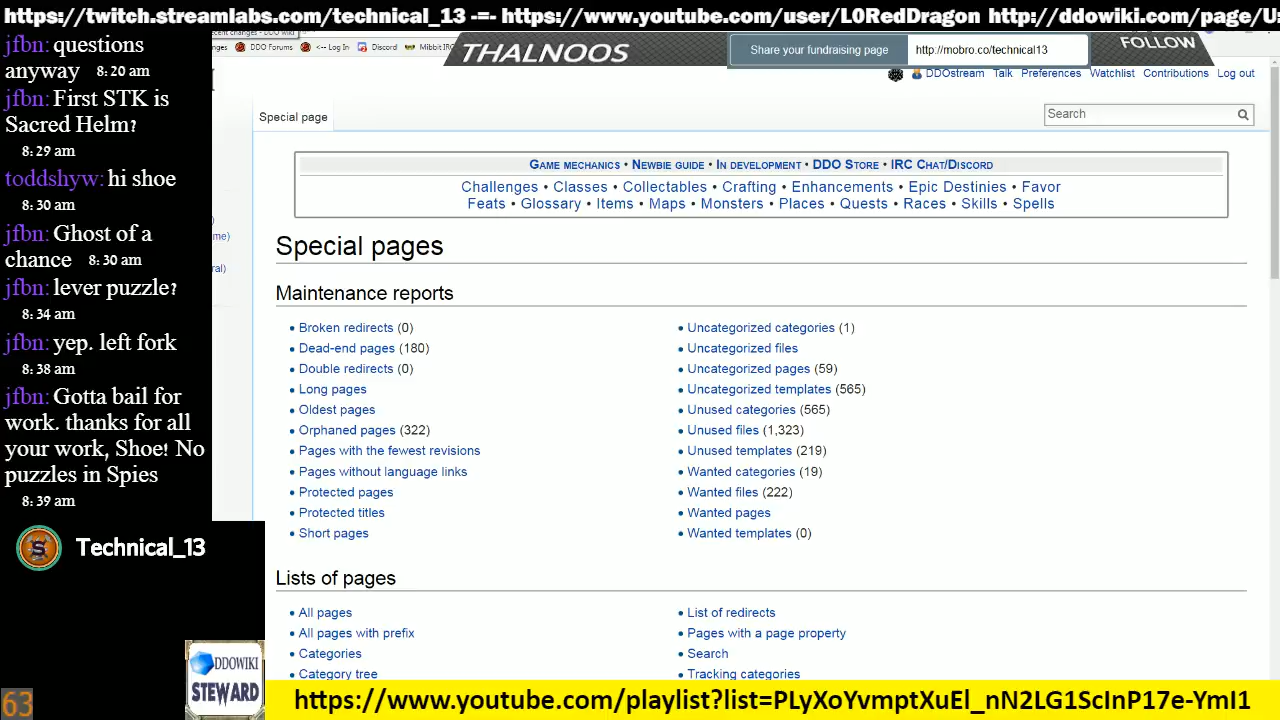 https://twitch.streamlabs.com/technical_13 -=- https://www.youtube.com/user/L0RedDragon http://ddowiki.com/page/U
DDO Forums <-- Log In Discord Mibbit IR
THALNOOS
Share your fundraising page http://mobro.co/technical13
FOLLOW
DDOstream Talk Preferences Watchlist Contributions Log out
Special page
Search
jfbn: questions
anyway 8:20 am
jfbn: First STK is
Sacred Helm?
8:29 am
toddshyw: hi shoe
8:30 am
jfbn: Ghost of a
chance 8:30 am
jfbn: lever puzzle?
8:34 am
jfbn: yep. left fork
8:38 am
jfbn: Gotta bail for
work. thanks for all
your work, Shoe! No
puzzles in Spies
8:39 am
Technical_13
DDOWIKI
STEWARD
63
Game mechanics • Newbie guide • In development • DDO Store • IRC Chat/Discord
Challenges • Classes • Collectables • Crafting • Enhancements • Epic Destinies • Favor
Feats • Glossary • Items • Maps • Monsters • Places • Quests • Races • Skills • Spells
Special pages
Maintenance reports
• Broken redirects (0)
• Dead-end pages (180)
• Double redirects (0)
• Long pages
• Oldest pages
• Orphaned pages (322)
• Pages with the fewest revisions
• Pages without language links
• Protected pages
• Protected titles
• Short pages
• Uncategorized categories (1)
• Uncategorized files
• Uncategorized pages (59)
• Uncategorized templates (565)
• Unused categories (565)
• Unused files (1,323)
• Unused templates (219)
• Wanted categories (19)
• Wanted files (222)
• Wanted pages
• Wanted templates (0)
Lists of pages
• All pages
• All pages with prefix
• Categories
• Category tree
• List of redirects
• Pages with a page property
• Search
• Tracking categories
https://www.youtube.com/playlist?list=PLyXoYvmptXuEl_nN2LG1ScInP17e-YmI1